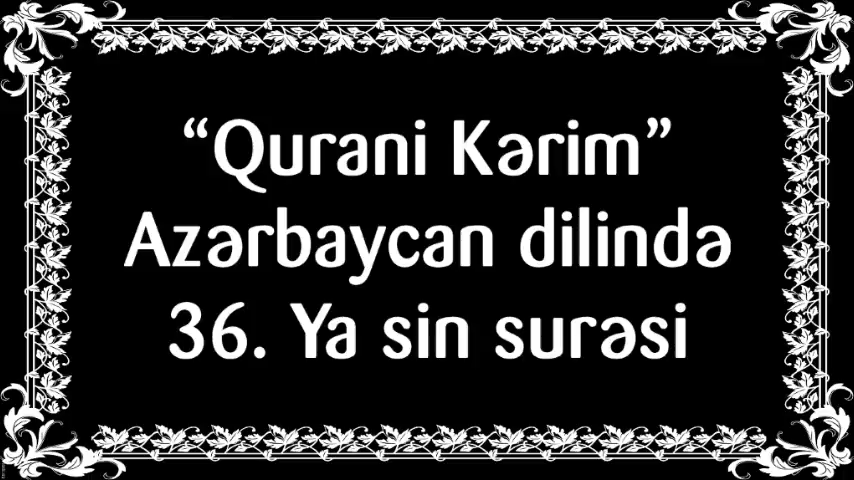 “Qurani Kərim”
Azərbaycan dilində
36. Ya sin surəsi